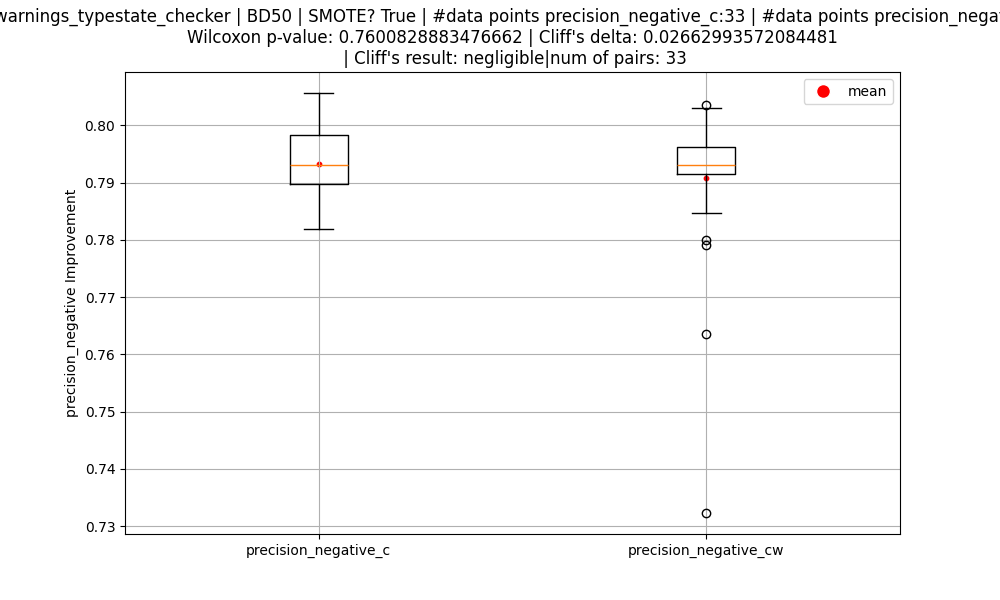 warnings_typestate_checker | BD50 | SMOTE? True | #data points precision_negative_c:33 | #data points
Wilcoxon p-value: 0.7600828883476662 | Cliff's delta: 0.02662993572084481
| Cliff's result: negligible|num of pairs: 33
mean
0.80
0.79
0.78
0.77
0.76
0.75
0.74
0.73
precision_negative Improvement
precision_negative_c
precision_negative_cw